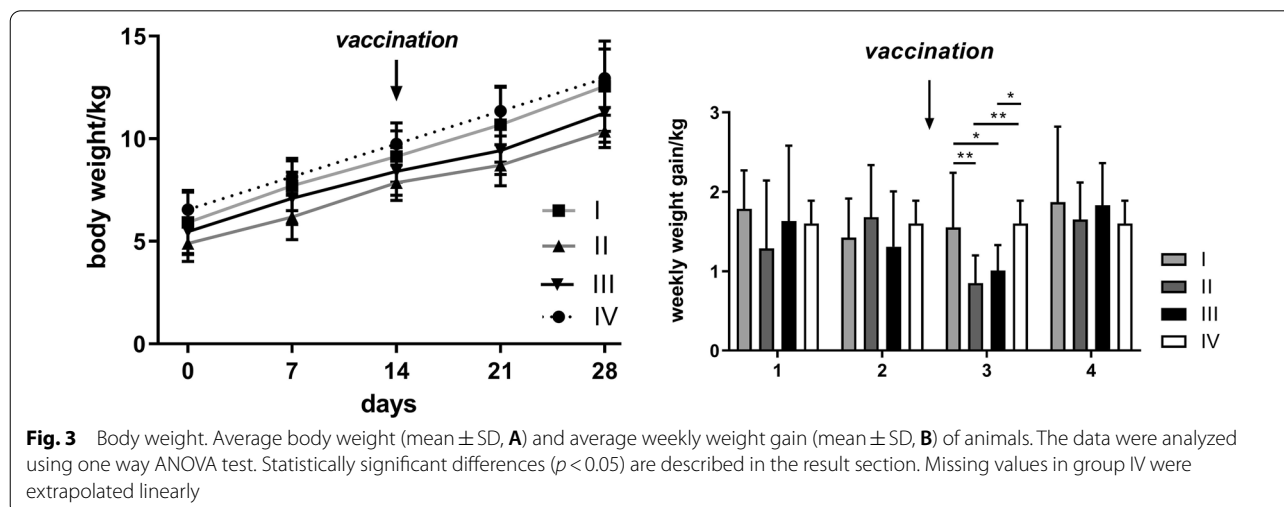 vaccination
15
10
5
0
body weight/kg
0 7 14 21 28
days
I
II
III
IV
vaccination
3
2
1
0
weekly weight gain/kg
*
**
*
**
1 2 3 4
I
II
III
IV
Fig. 3 Body weight. Average body weight (mean ± SD, A) and average weekly weight gain (mean ± SD, B) of animals. The data were analyzed
using one way ANOVA test. Statistically significant differences (p < 0.05) are described in the result section. Missing values in group IV were
extrapolated linearly